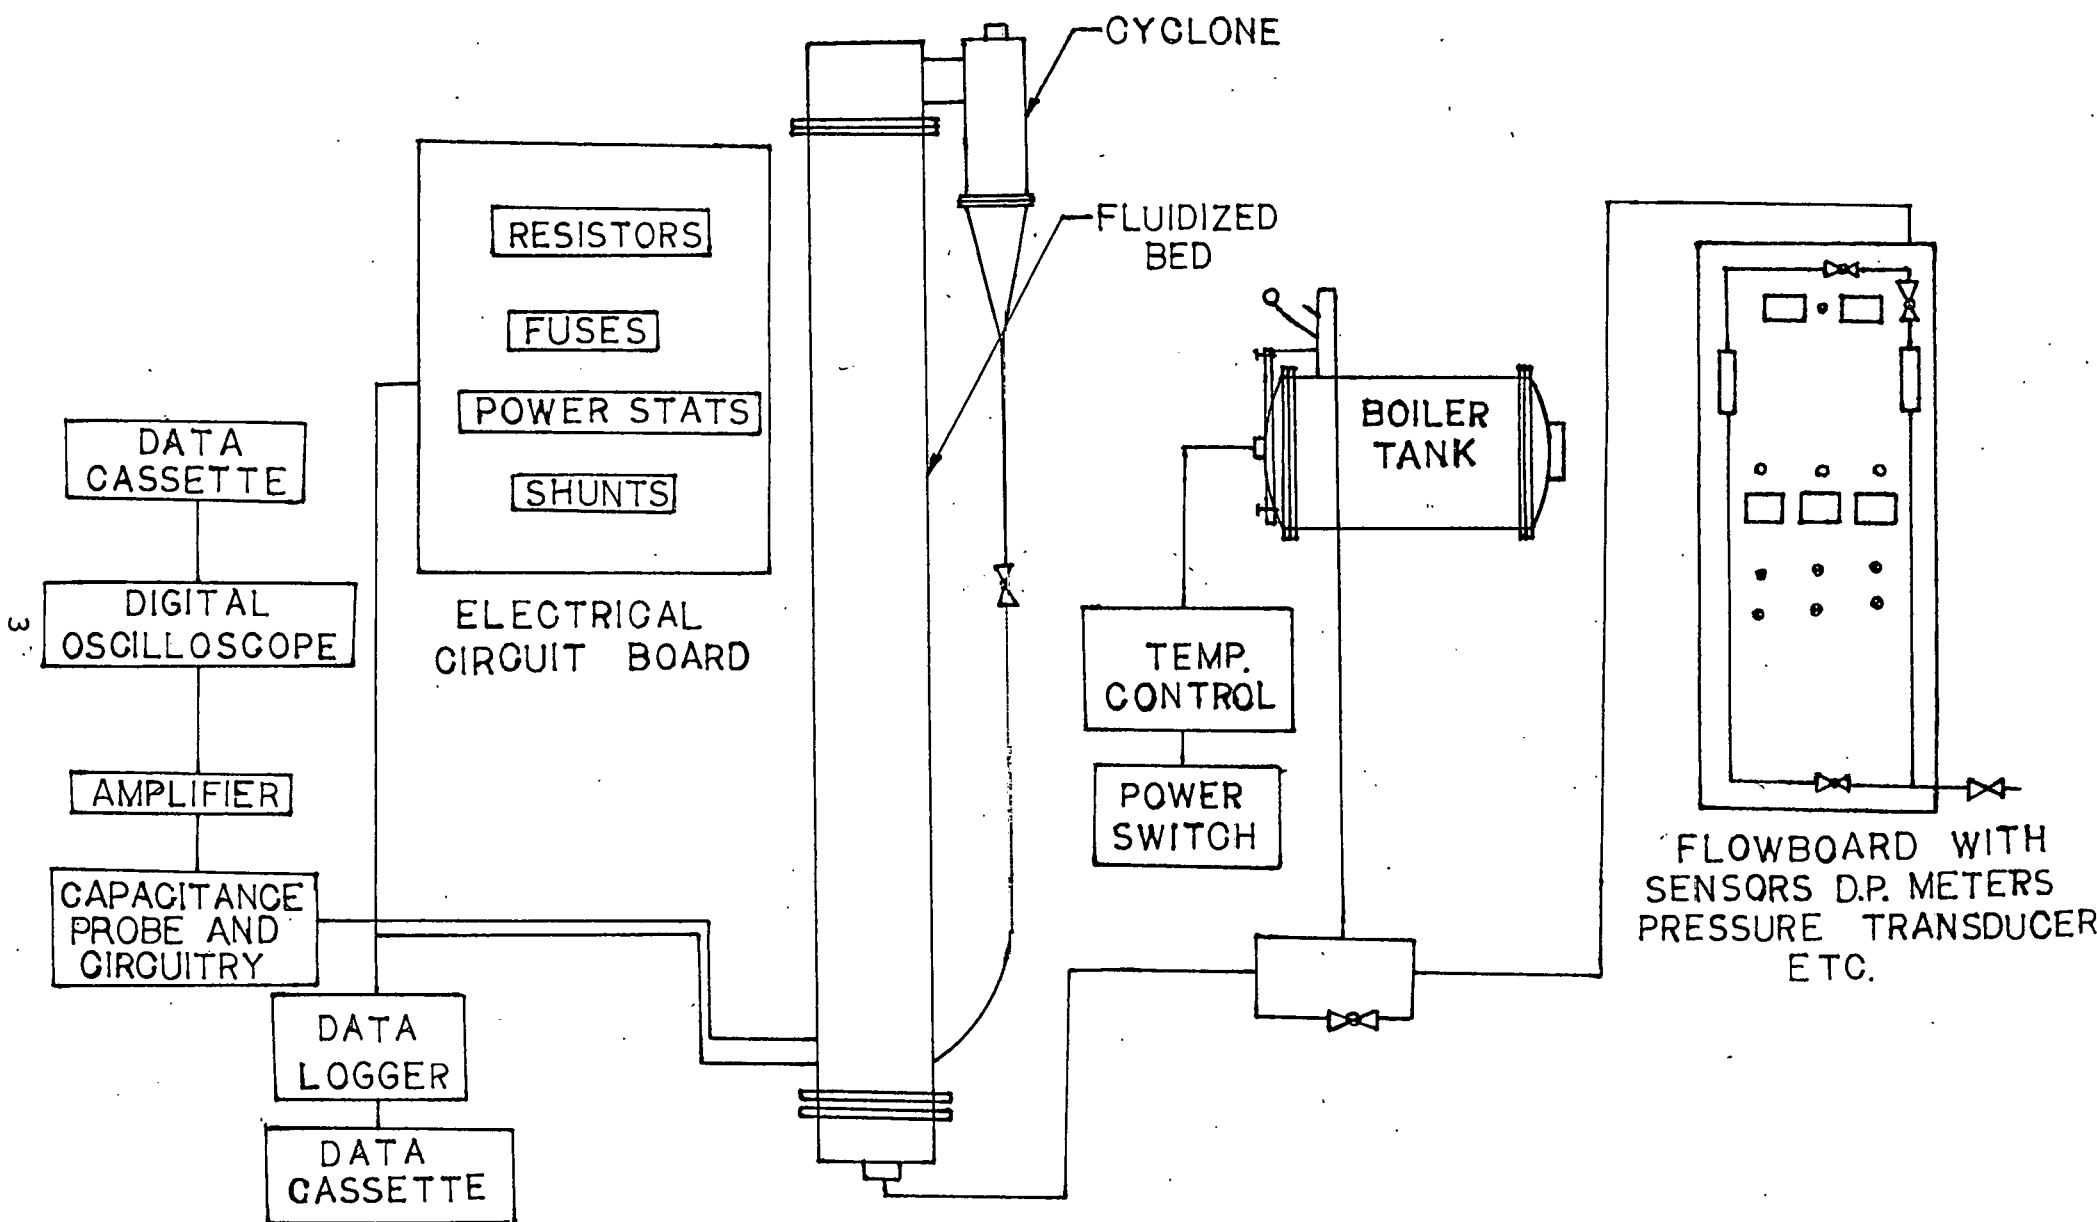 CYCLONE
FLUIDIZED
BED
RESISTORS
FUSES
POWER STATS
SHUNTS
ELECTRICAL
CIRCUIT BOARD
DATA
CASSETTE
DIGITAL
OSCILLOSCOPE
AMPLIFIER
CAPACITANCE
PROBE AND
CIRCUITRY
DATA
LOGGER
DATA
CASSETTE
BOILER
TANK
TEMP.
CONTROL
POWER
SWITCH
FLOWBOARD WITH
SENSORS D.P. METERS
PRESSURE TRANSDUCER
ETC.
3